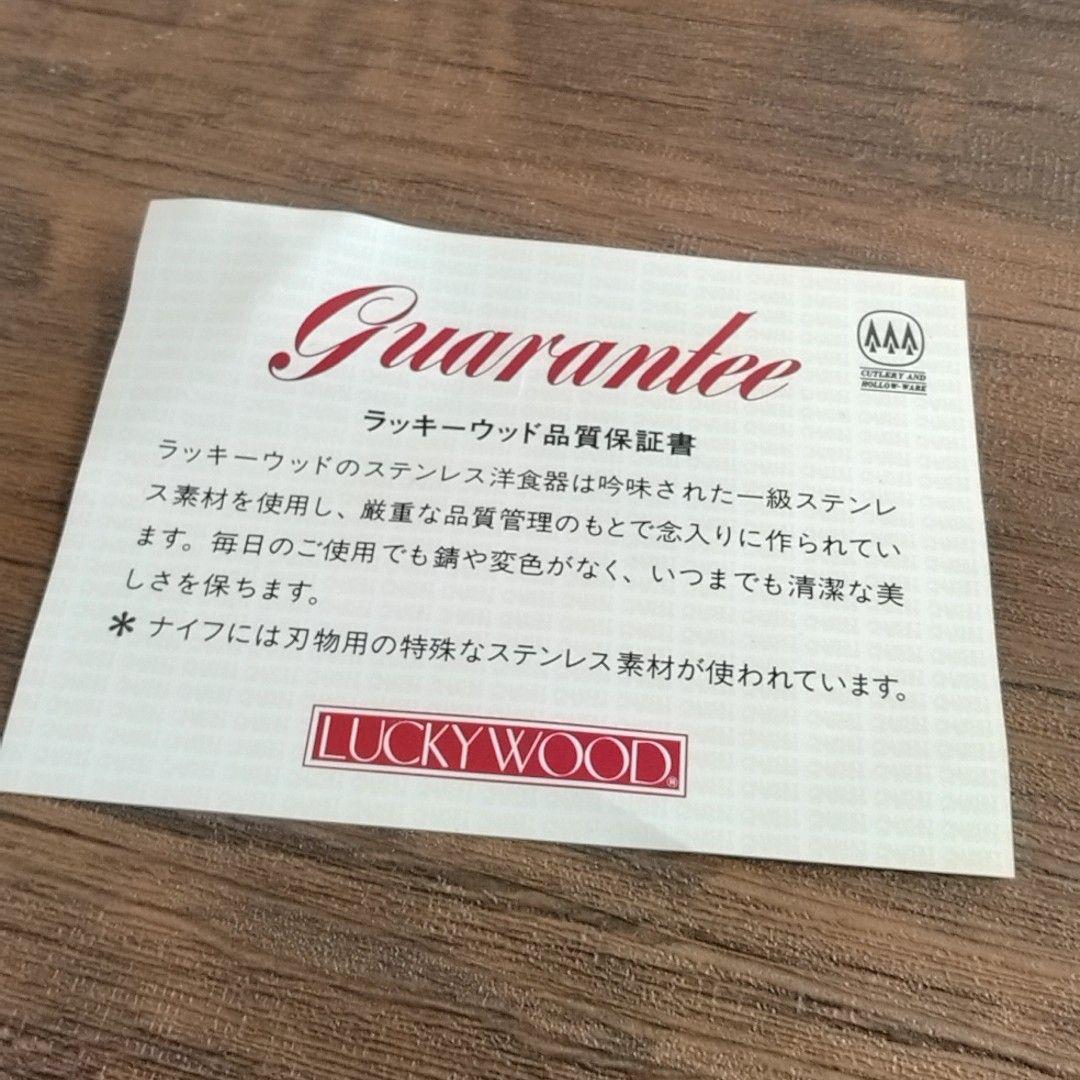 Guarantee
CUTLERY AND
HOLLOW-WARE
ラッキーウッド品質保証書
ラッキーウッドのステンレス洋食器は吟味された一級ステンレ
ス素材を使用し、厳重な品質管理のもとで念入りに作られてい
ます。毎日のご使用でも錆や変色がなく、いつまでも清潔な美
しさを保ちます。
＊ナイフには刃物用の特殊なステンレス素材が使われています。
LUCKYWOOD®